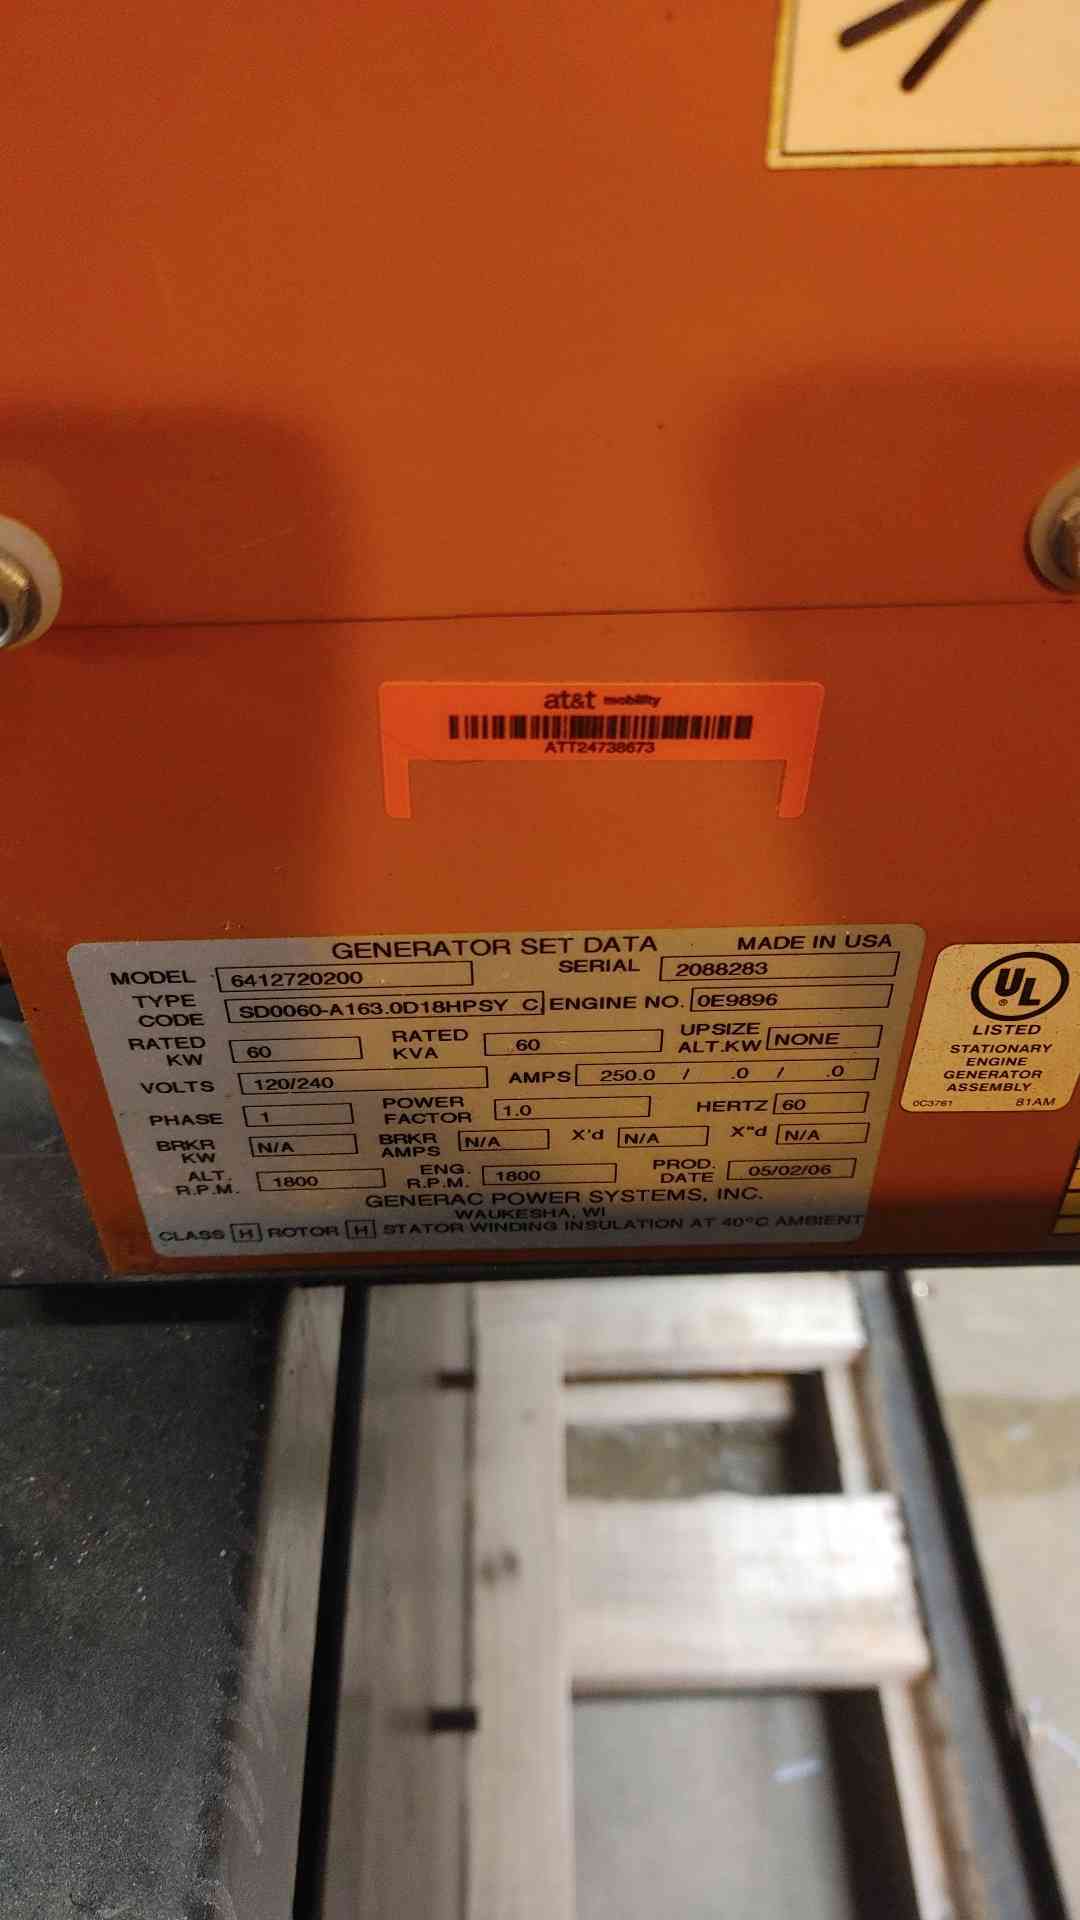 at&t mobility
ATT24738673
GENERATOR SET DATA MADE IN USA
MODEL 6412720200 SERIAL 2088283
TYPE CODE SD0060-A163.0D18HPSY C ENGINE NO. 0E9896
RATED KW 60 RATED KVA 60 UPSIZE ALT.KW NONE
VOLTS 120/240 AMPS 250.0 / .0 / .0
PHASE 1 POWER FACTOR 1.0 HERTZ 60
BRKR KW N/A BRKR AMPS N/A X'd N/A X"d N/A
ALT. R.P.M. 1800 ENG. R.P.M. 1800 PROD. DATE 05/02/06
GENERAC POWER SYSTEMS, INC.
WAUKESHA, WI
CLASS H ROTOR H STATOR WINDING INSULATION AT 40°C AMBIENT
UL ®
LISTED
STATIONARY
ENGINE
GENERATOR
ASSEMBLY
0C3761 81AM